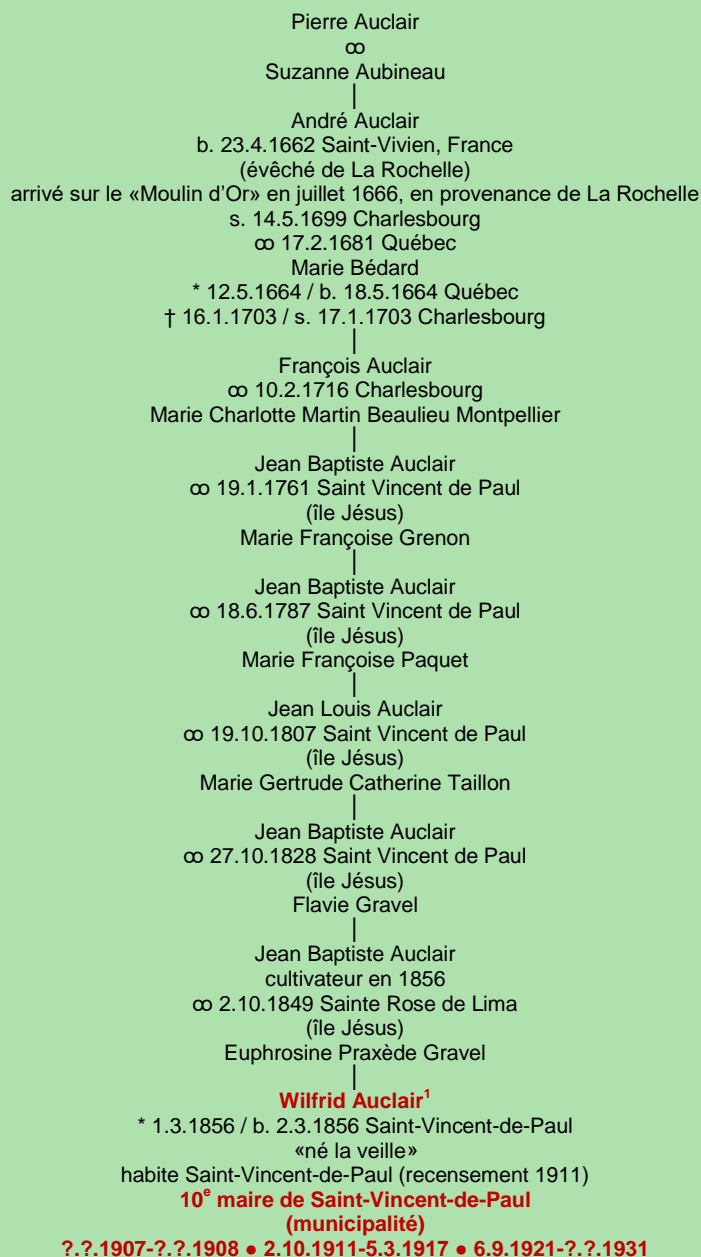 Pierre Auclair
ꝏ
Suzanne Aubineau
|
André Auclair
b. 23.4.1662 Saint-Vivien, France
(évêché de La Rochelle)
arrivé sur le «Moulin d’Or» en juillet 1666, en provenance de La Rochelle
s. 14.5.1699 Charlesbourg
ꝏ 17.2.1681 Québec
Marie Bédard
* 12.5.1664 / b. 18.5.1664 Québec
† 16.1.1703 / s. 17.1.1703 Charlesbourg
|
François Auclair
ꝏ 10.2.1716 Charlesbourg
Marie Charlotte Martin Beaulieu Montpellier
|
Jean Baptiste Auclair
ꝏ 19.1.1761 Saint Vincent de Paul
(île Jésus)
Marie Françoise Grenon
|
Jean Baptiste Auclair
ꝏ 18.6.1787 Saint Vincent de Paul
(île Jésus)
Marie Françoise Paquet
|
Jean Louis Auclair
ꝏ 19.10.1807 Saint Vincent de Paul
(île Jésus)
Marie Gertrude Catherine Taillon
|
Jean Baptiste Auclair
ꝏ 27.10.1828 Saint Vincent de Paul
(île Jésus)
Flavie Gravel
|
Jean Baptiste Auclair
cultivateur en 1856
ꝏ 2.10.1849 Sainte Rose de Lima
(île Jésus)
Euphrosine Praxède Gravel
|
Wilfrid Auclair¹
* 1.3.1856 / b. 2.3.1856 Saint-Vincent-de-Paul
«né la veille»
habite Saint-Vincent-de-Paul (recensement 1911)
10e maire de Saint-Vincent-de-Paul
(municipalité)
?.?.1907-?.?.1908 ● 2.10.1911-5.3.1917 ● 6.9.1921-?.?.1931